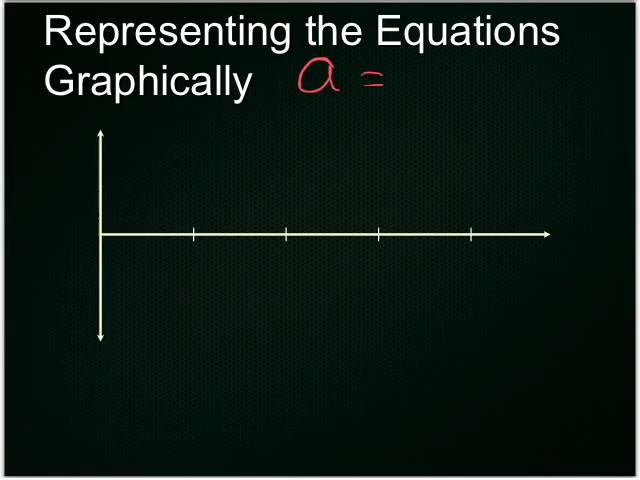 Representing the Equations
Graphically a =